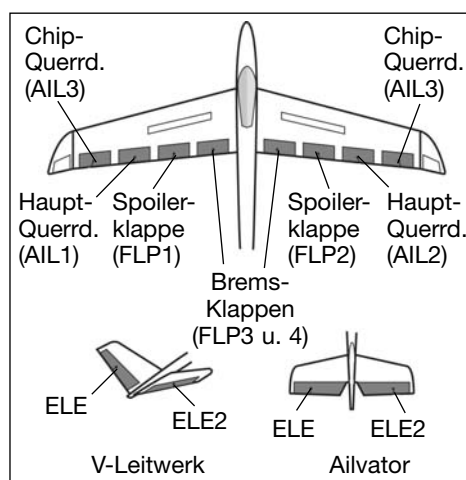 Chip-
Querrd.
(AIL3)
Chip-
Querrd.
(AIL3)
Haupt-
Querrd.
(AIL1)
Spoiler-
klappe
(FLP1)
Spoiler-
klappe
(FLP2)
Haupt-
Querrd.
(AIL2)
Brems-
Klappen
(FLP3 u. 4)
ELE
ELE2
V-Leitwerk
ELE
ELE2
Ailvator